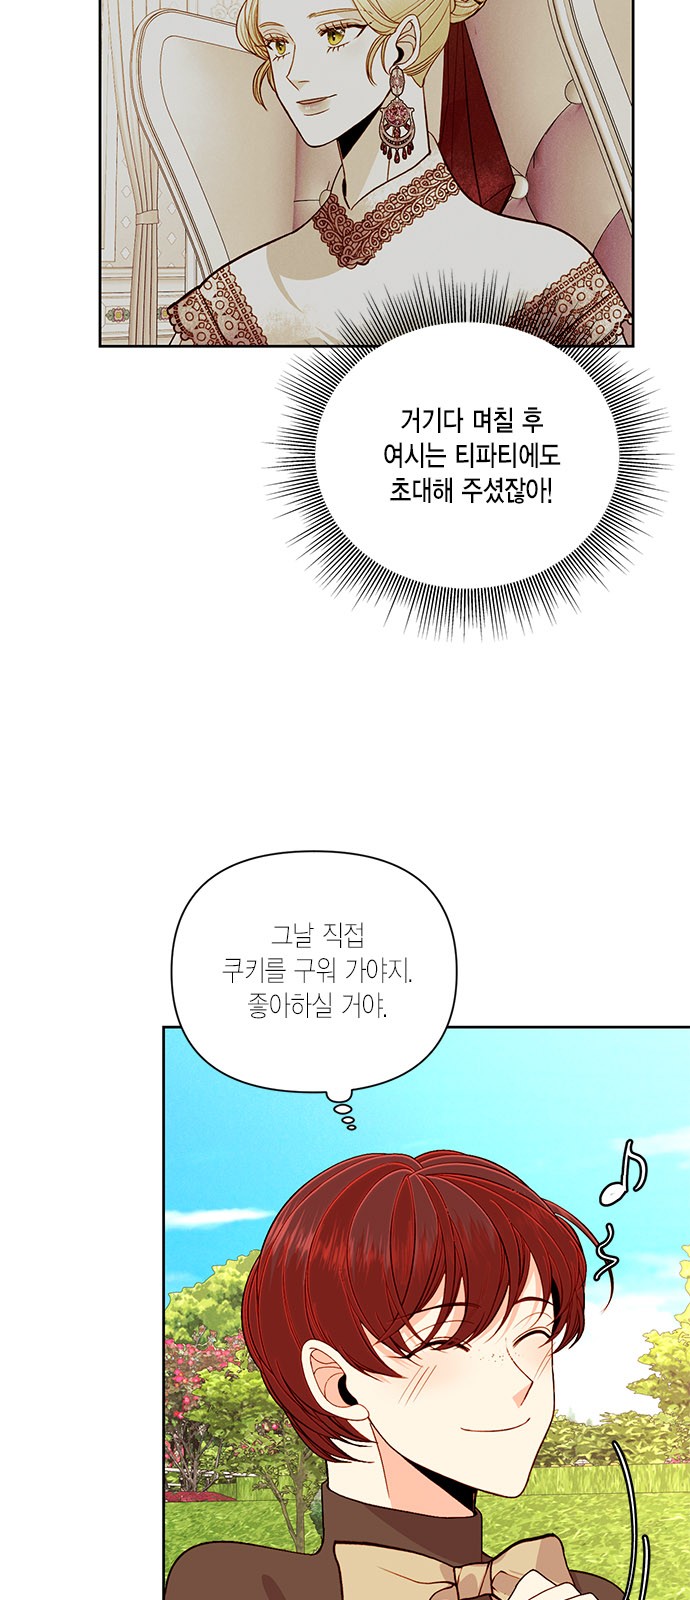 거기다 며칠 후
여시는 티파티에도
초대해 주셨잖아!
그날 직접
쿠키를 구워 가야지.
좋아하실 거야.